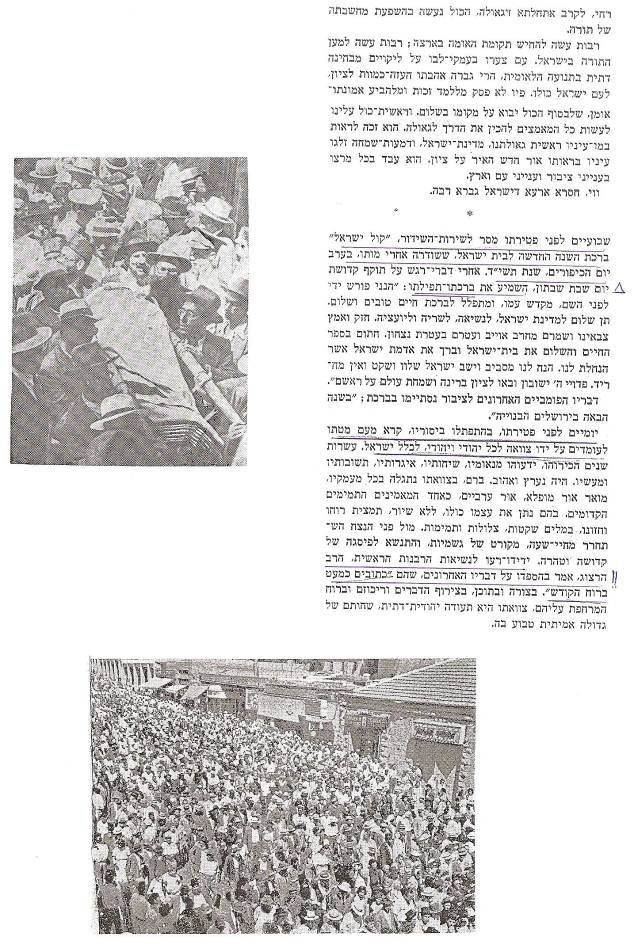 רחי, לקרב אתחלתא דגאולה, הכול נעשה בהשפעת מחשבתה
של תורה.
רבות עשה להחיש תקומת האומה בארצה; רבות עשה למען
התורה בישראל. עם צערו בעמקי־לבו על ליקויים מבחינה
דתית בתנועה הלאומית, הרי גברה אהבתו העזה־כמוות לציון,
לעם ישראל כולו. פיו לא פסק מללמד זכות ומלהביע אמונתו־
אומן, שלבסוף הכול יבוא על מקומו בשלום. וראשית־כול עלינו
לעשות כל המאמצים להכין את הדרך לגאולה. הוא זכה לראות
במו־עיניו ראשית גאולתנו, מדינת־ישראל, ודמעות־שמחה זלגו
עיניו בראותו אור חדש האיר על ציון. הוא עבד בכל מרצו
בענייני ציבור וענייני עם וארץ.
ווי, חסרא ארעא דישראל גברא רבה.
* *
שבועיים לפני פטירתו מסר לשירות־השידור, "קול ישראל"
ברכת השנה החדשה לבית ישראל, ששודרה אחרי מותו, בערב
יום הכיפורים, שנת תשי"ד. אחרי דברי־רגש על תוקף קדושת
יום שבת שבתון, השמיע את ברכתו־תפילתו: "הנני פורש ידי
לפני השם, מקדש עמו, ומתפלל לברכת חיים טובים ושלום.
תן שלום למדינת ישראל, לנשיאה, לשריה וליועציה. חזק ואמץ
צבאינו ושמרם מחרב אוייב ועטרם בעטרת נצחון. חתום בספר
החיים והשלום את בית־ישראל וברך את אדמת ישראל אשר
הנחלת לנו. הנח לנו מסביב וישב ישראל שלוו ושקט ואין מח־
ריד. פדויי ה' ישובון ובאו לציון ברינה ושמחת עולם על ראשם".
דבריו הפומביים האחרונים לציבור נסתיימו בברכת: "בשנה
הבאה בירושלים הבנוייה".
יומיים לפני פטירתו, בהתפתלו ביסוריו, קרא מעם מטתו
לעומדים על ידו צוואה לכל יהודי ויהודי, לכלל ישראל. עשרות
שנים הכירוהו, ידעוהו מנאומיו, שיחותיו, איגרותיו, תשובותיו
ומעשיו. היה נערץ ואהוב. ברם, בצוואתו נתגלה בכל מעמקיו,
מואר אור מופלא, אור ערביים, כאחד המאמינים התמימים
הקדומים. בהם נתן את עצמו כולו, ללא שיור, תמצית רוחו
וחזונו, במלים שקטות, צלולות ותמימות. מול פני הנצח הש־
תחרר מחיי־שעה, מקורט של גשמיות, והתנשא לפיסגה של
קדושה וטהרה. ידידו־רעו לנשיאות הרבנות הראשית, הרב
הרצוג, אמר בהספדו על דבריו האחרונים, שהם "כתובים כמעט
ברוח הקודש". בצורה ובתוכן, בצירוף הדברים וריכוזם וברוח
המרחפת עליהם, צוואתו היא תעודה יהודית־דתית, שחותם של
גדולה אמיתית טבוע בה.